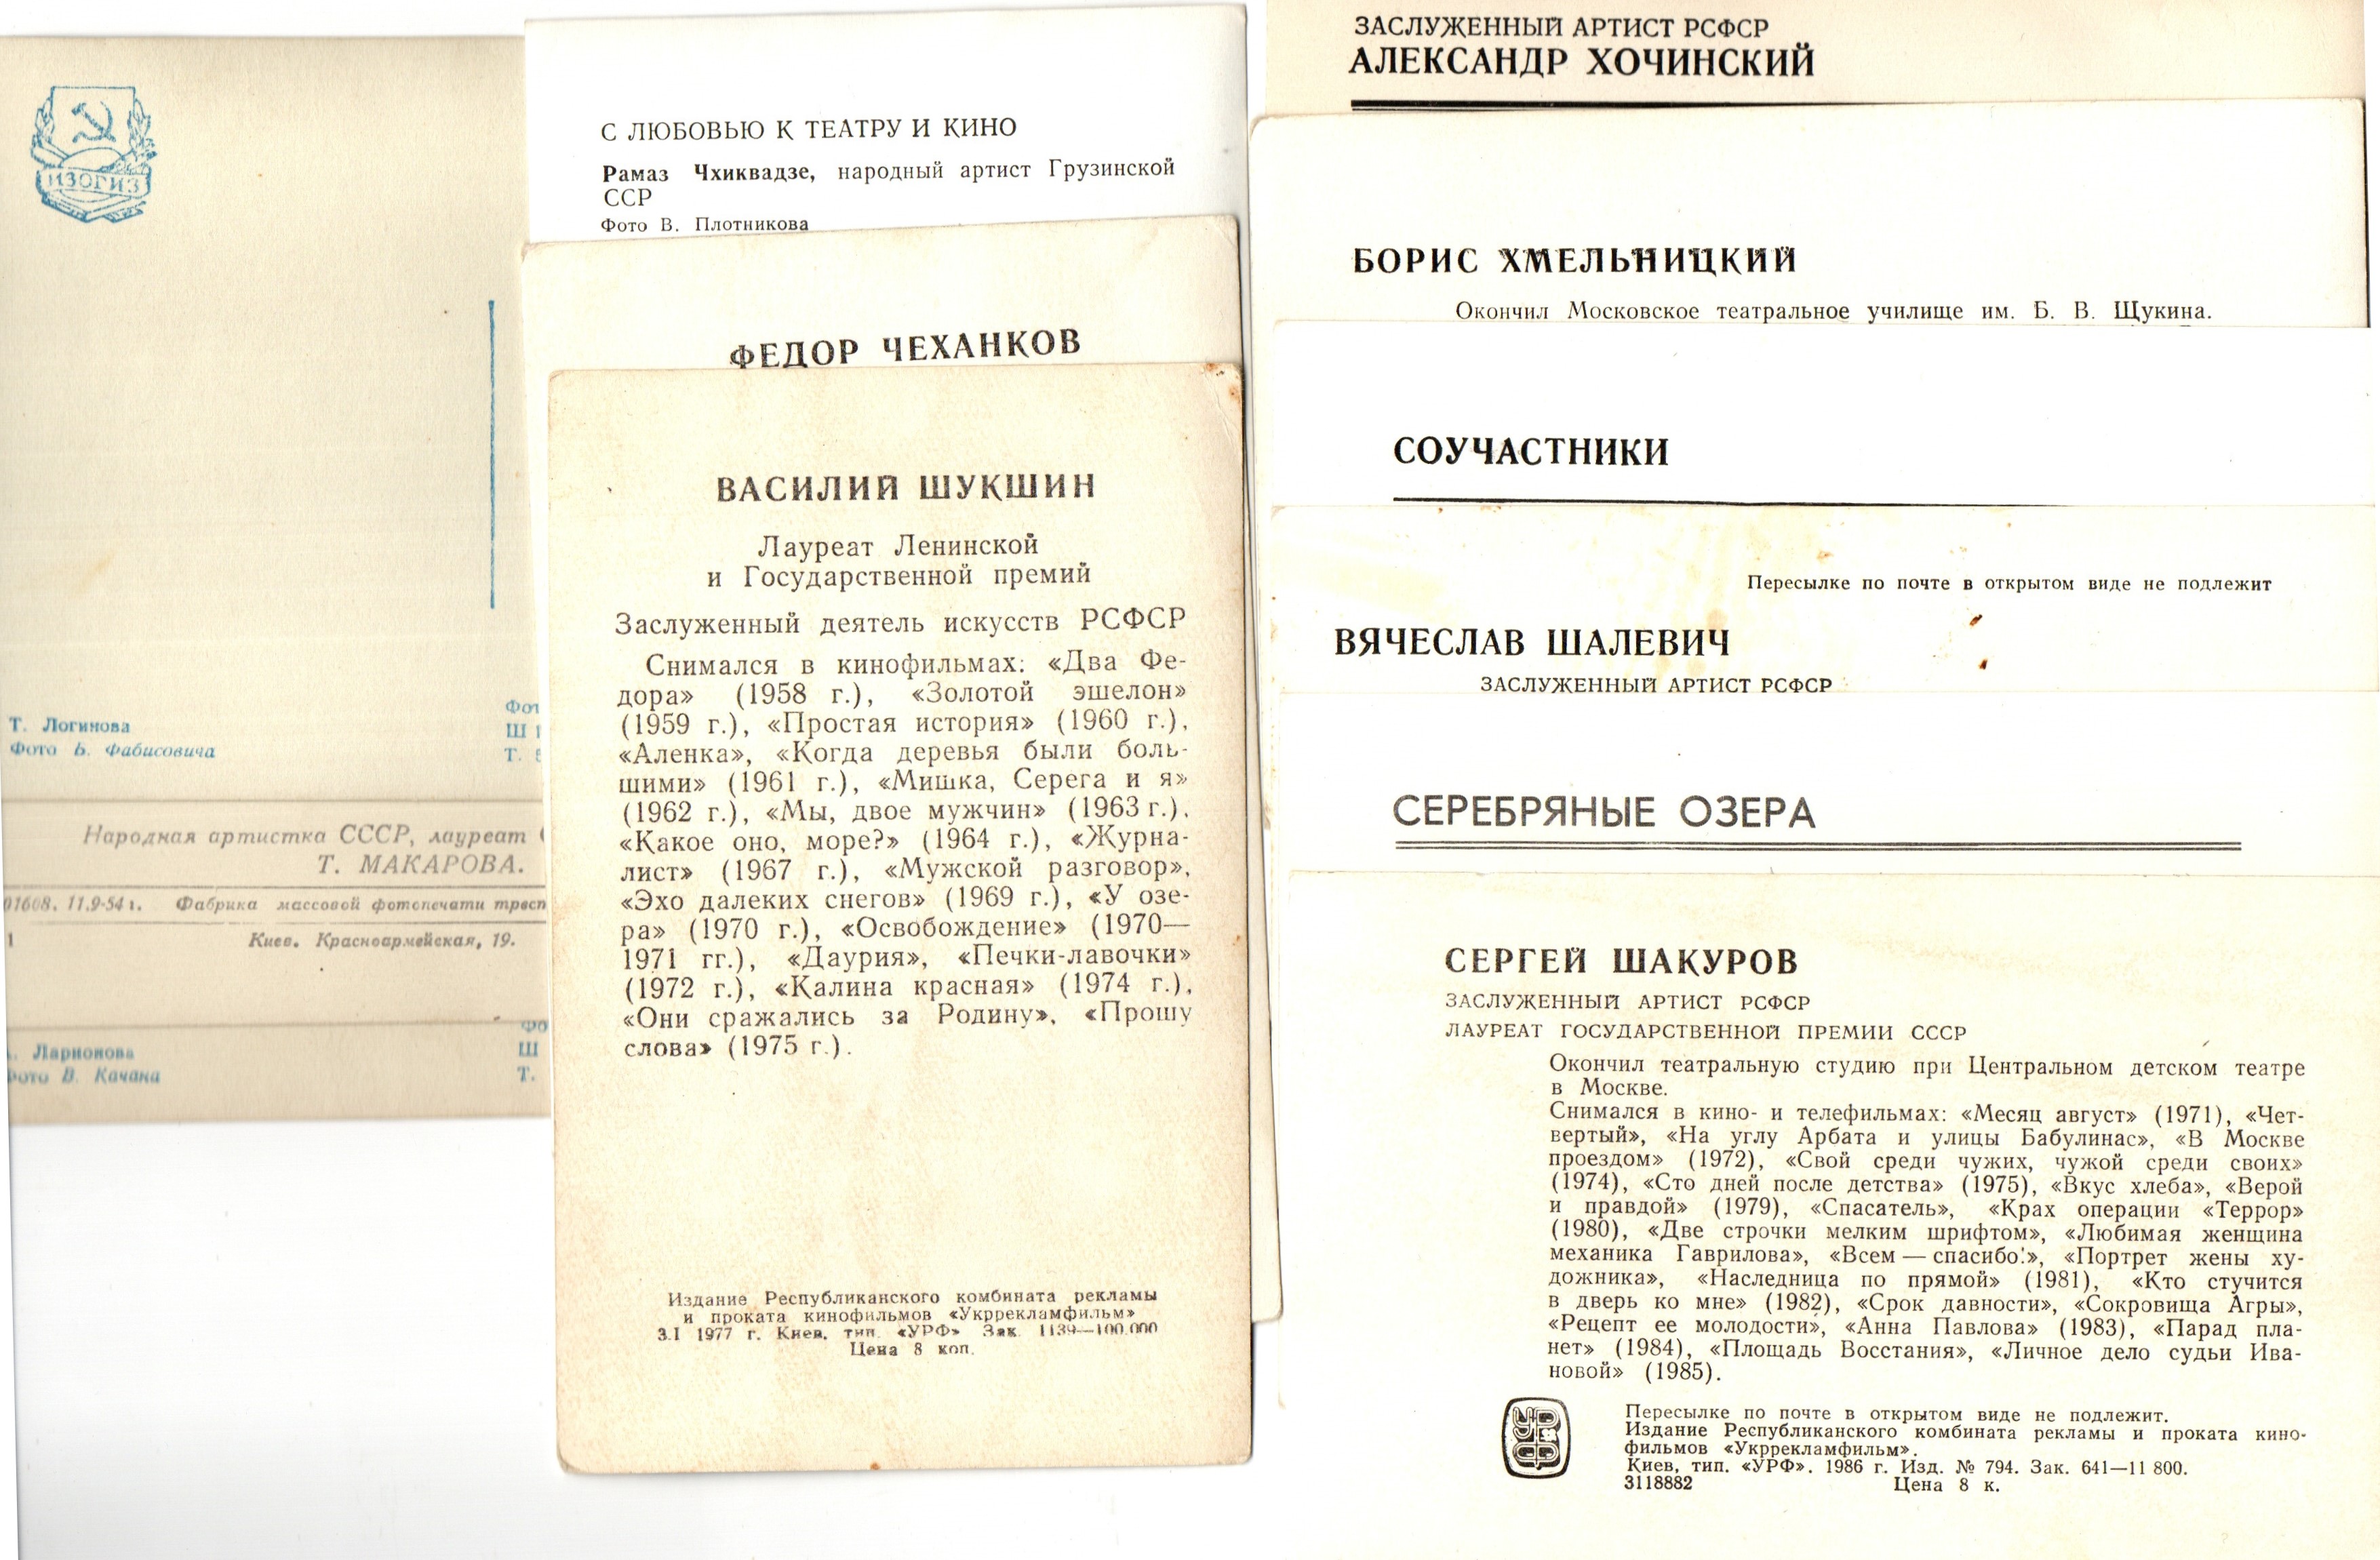 ИЗОГИЗ
Т. Логинова
Фото Б. Фабисовича
Фот
Ш
Т.
Народная артистка СССР, лауреат
Т. МАКАРОВА.
01608. 11.9-54 г. Фабрика массовой фотопечати
Киев. Красноармейская, 19.
Ларионова
Фото В. Качана
Фо
Ш
Т.
С ЛЮБОВЬЮ К ТЕАТРУ И КИНО
Рамаз Чхиквадзе, народный артист Грузинской
ССР
Фото В. Плотникова
ФЕДОР ЧЕХАНКОВ
ВАСИЛИЙ ШУКШИН
Лауреат Ленинской
и Государственной премий
Заслуженный деятель искусств РСФСР
Снимался в кинофильмах: «Два Фе-
дора» (1958 г.), «Золотой эшелон»
(1959 г.), «Простая история» (1960 г.),
«Аленка», «Когда деревья были боль-
шими» (1961 г.), «Мишка, Серега и я»
(1962 г.), «Мы, двое мужчин» (1963 г.),
«Какое оно, море?» (1964 г.), «Журна-
лист» (1967 г.), «Мужской разговор»,
«Эхо далеких снегов» (1969 г.), «У озе-
ра» (1970 г.), «Освобождение» (1970—
1971 гг.), «Даурия», «Печки-лавочки»
(1972 г.), «Калина красная» (1974 г.),
«Они сражались за Родину», «Прошу
слова» (1975 г.).
Издание Республиканского комбината рекламы
и проката кинофильмов «Укррекламфильм»
3.I 1977 г. Киев, тип. «УРФ» Зак. 1139—100.000
Цена 8 коп.
ЗАСЛУЖЕННЫЙ АРТИСТ РСФСР
АЛЕКСАНДР ХОЧИНСКИЙ
БОРИС ХМЕЛЬНИЦКИЙ
Окончил Московское театральное училище им. Б. В. Щукина.
СОУЧАСТНИКИ
Пересылке по почте в открытом виде не подлежит
ВЯЧЕСЛАВ ШАЛЕВИЧ
ЗАСЛУЖЕННЫЙ АРТИСТ РСФСР
СЕРЕБРЯНЫЕ ОЗЕРА
СЕРГЕЙ ШАКУРОВ
ЗАСЛУЖЕННЫЙ АРТИСТ РСФСР
ЛАУРЕАТ ГОСУДАРСТВЕННОЙ ПРЕМИИ СССР
Окончил театральную студию при Центральном детском театре
в Москве.
Снимался в кино- и телефильмах: «Месяц август» (1971), «Чет-
вертый», «На углу Арбата и улицы Бабулинас», «В Москве
проездом» (1972), «Свой среди чужих, чужой среди своих»
(1974), «Сто дней после детства» (1975), «Вкус хлеба», «Верой
и правдой» (1979), «Спасатель», «Крах операции «Террор»
(1980), «Две строчки мелким шрифтом», «Любимая женщина
механика Гаврилова», «Всем — спасибо!», «Портрет жены ху-
дожника», «Наследница по прямой» (1981), «Кто стучится
в дверь ко мне» (1982), «Срок давности», «Сокровища Агры»,
«Рецепт ее молодости», «Анна Павлова» (1983), «Парад пла-
нет» (1984), «Площадь Восстания», «Личное дело судьи Ива-
новой» (1985).
Пересылке по почте в открытом виде не подлежит.
Издание Республиканского комбината рекламы и проката кино-
фильмов «Укррекламфильм».
Киев, тип. «УРФ». 1986 г. Изд. № 794. Зак. 641—11 800.
3118882 Цена 8 к.